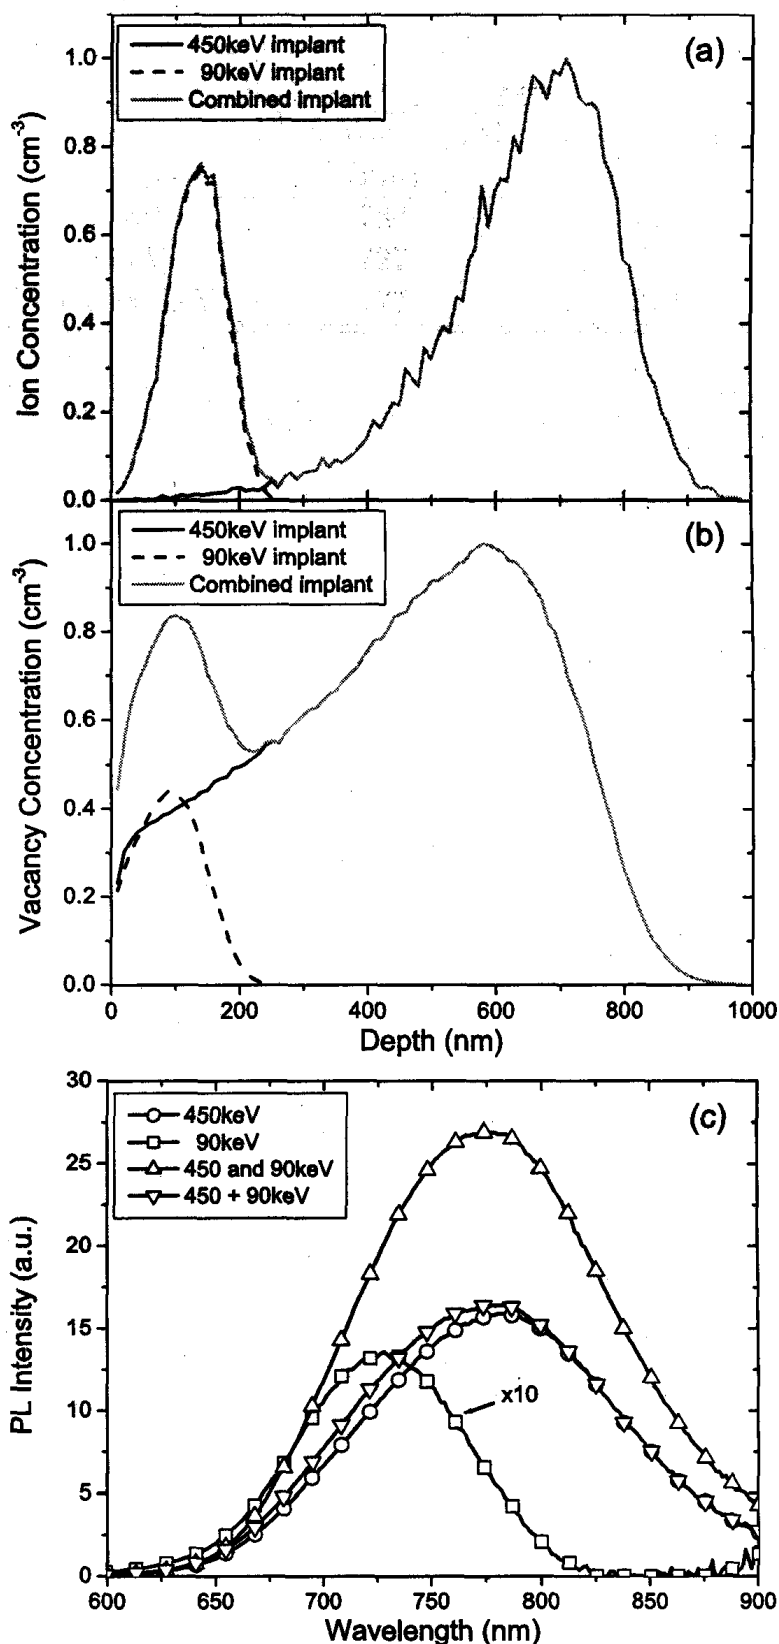 (a)
450keV implant
90keV implant
Combined implant
1.0
0.8
0.6
0.4
0.2
0.0
Ion Concentration (cm-3)
(b)
450keV implant
90keV implant
Combined implant
1.0
0.8
0.6
0.4
0.2
0.0
Vacancy Concentration (cm-3)
0 200 400 600 800 1000
Depth (nm)
(c)
450keV
90keV
450 and 90keV
450 + 90keV
30
25
20
15
10
5
0
PL Intensity (a.u.)
x10
600 650 700 750 800 850 900
Wavelength (nm)